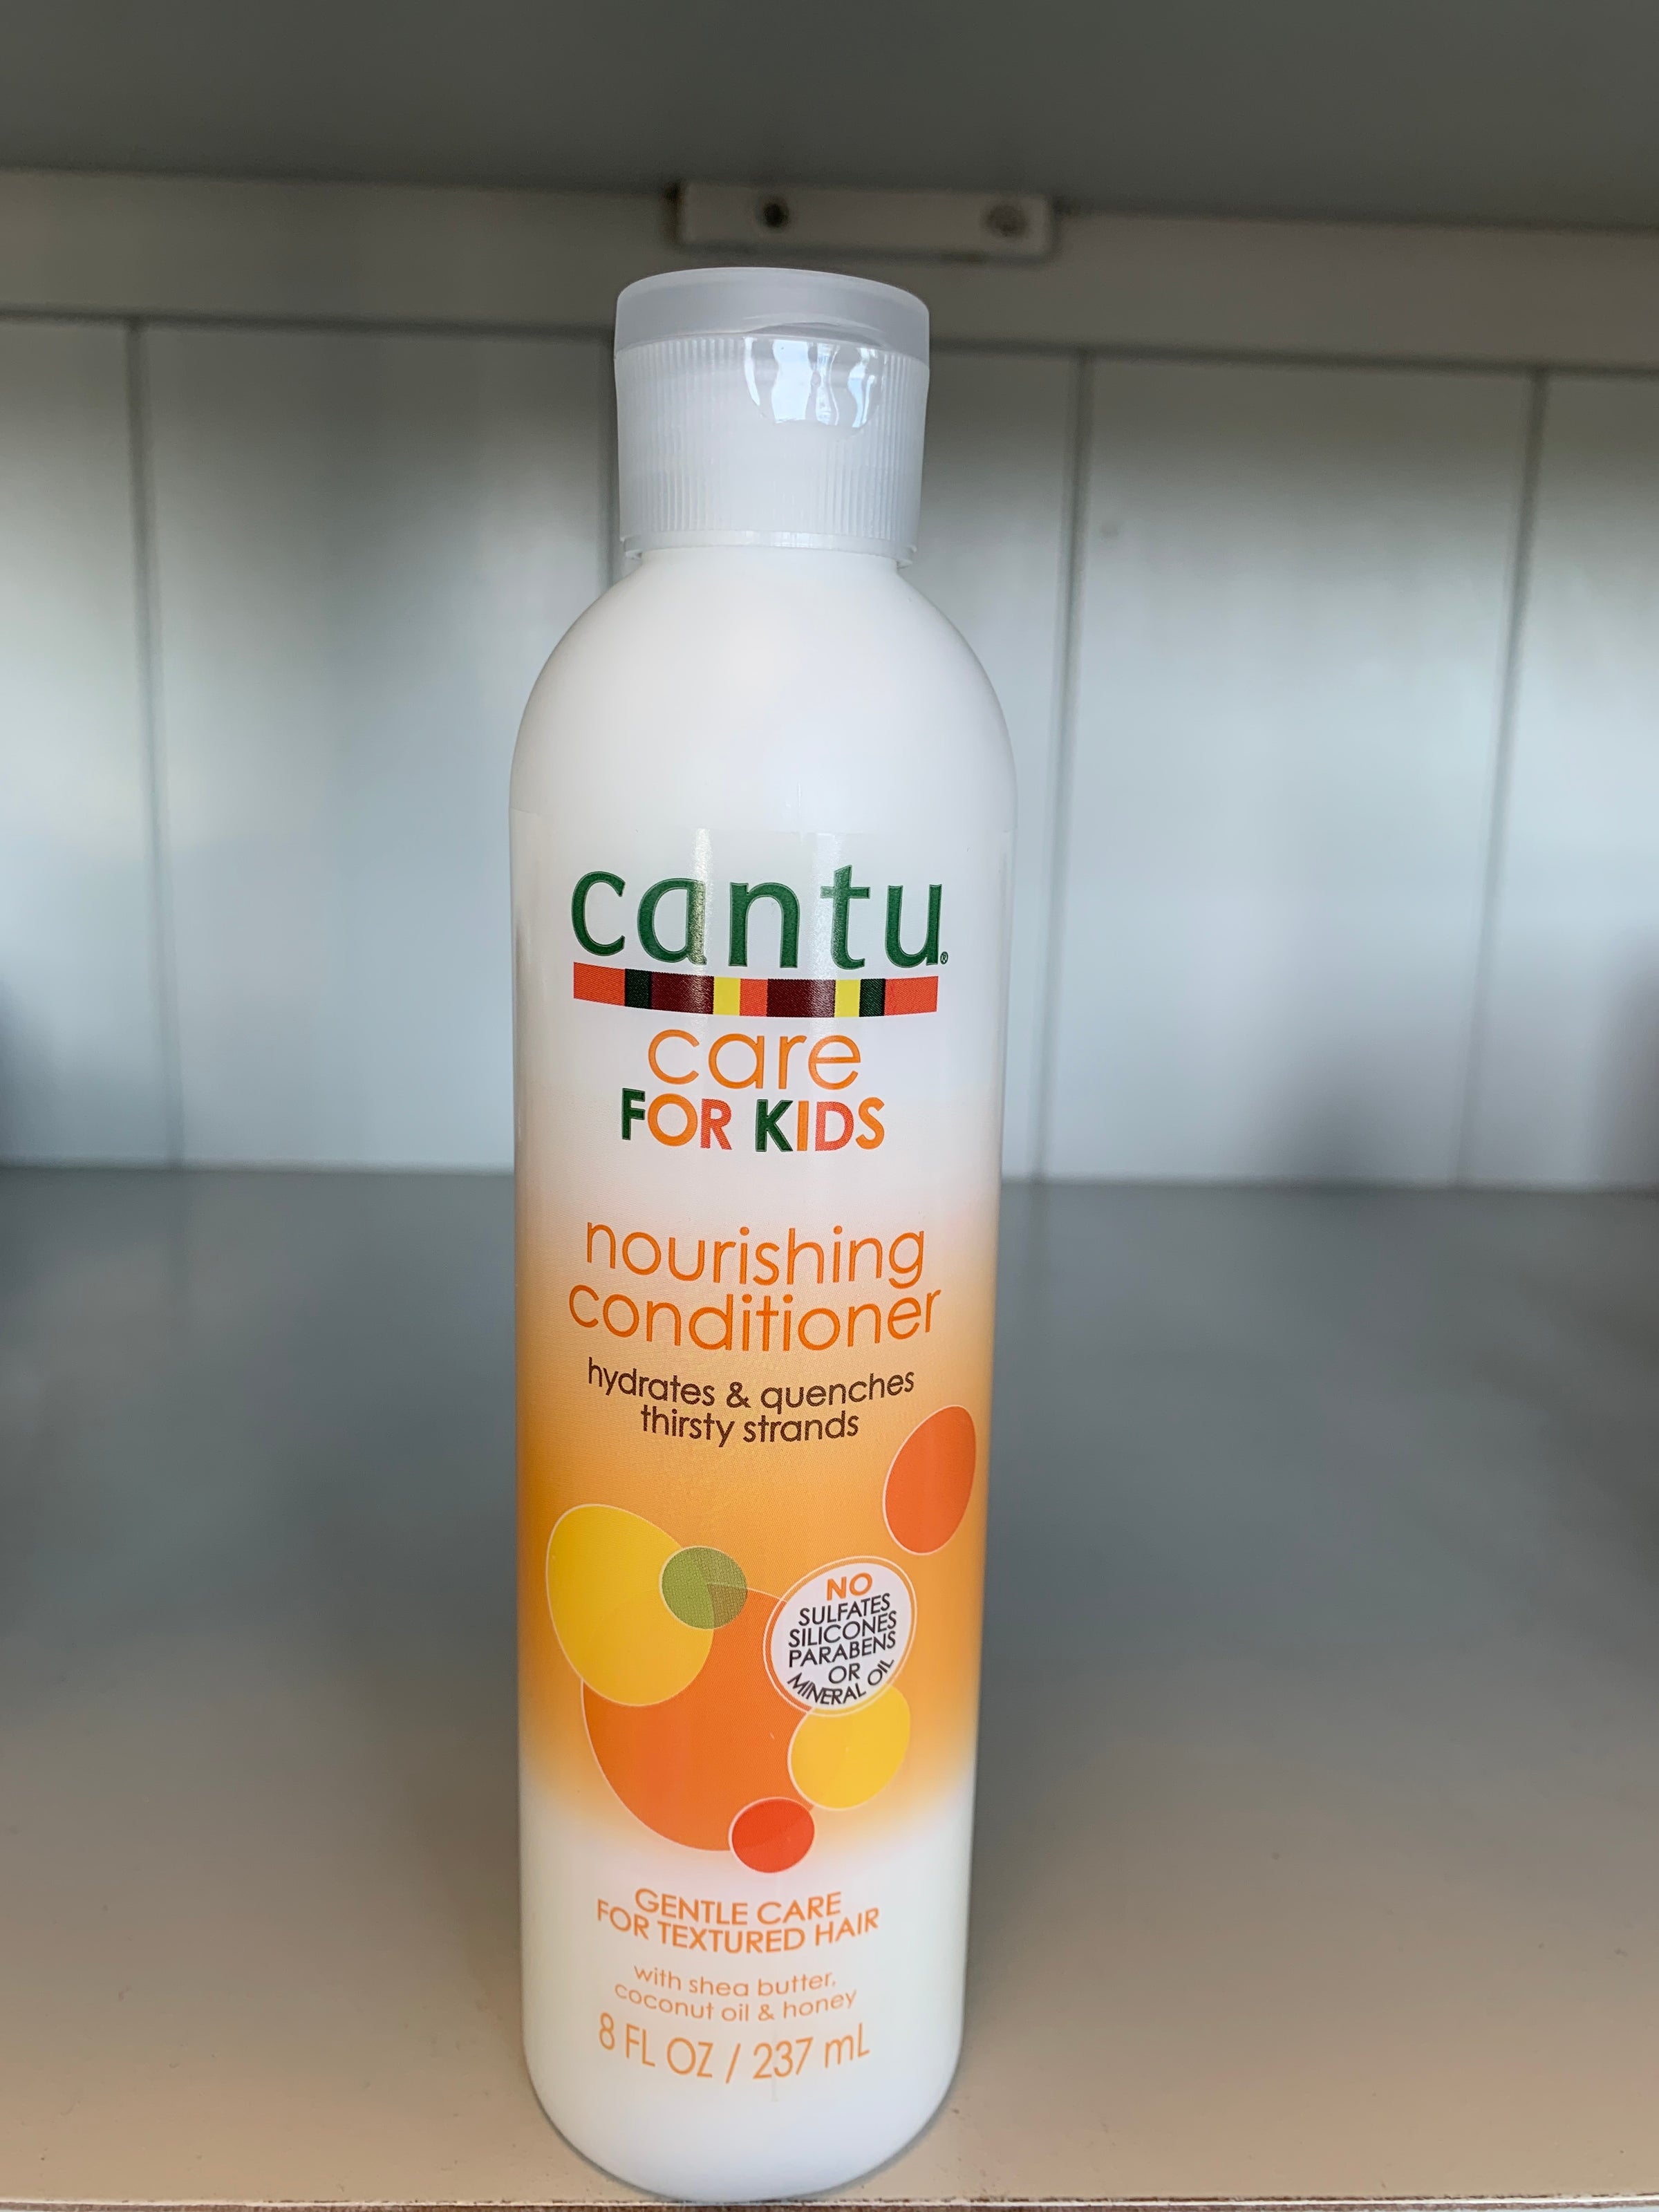 cantu®
care
FOR KIDS
nourishing
conditioner
hydrates & quenches
thirsty strands
NO
SULFATES
SILICONES
PARABENS
OR
MINERAL OIL
GENTLE CARE
FOR TEXTURED HAIR
with shea butter,
coconut oil & honey
8 FL OZ / 237 mL